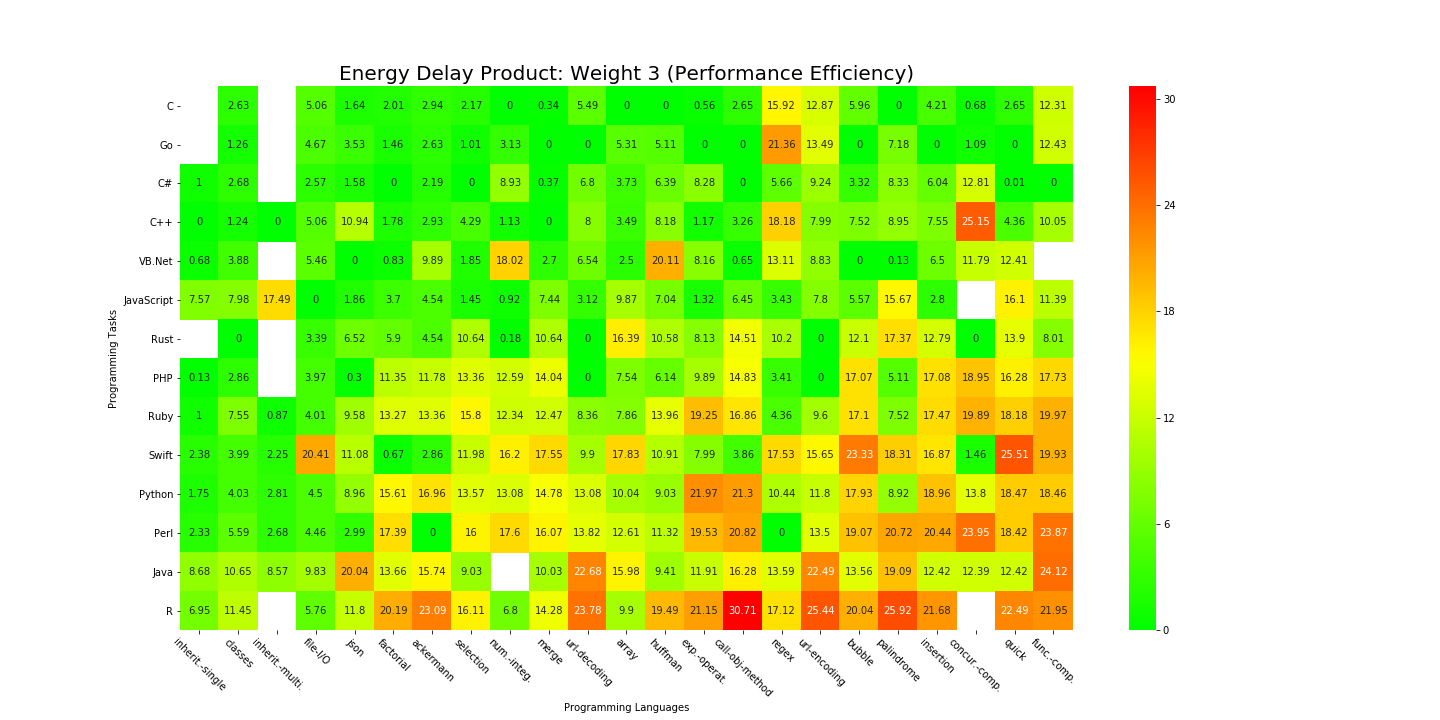 Energy Delay Product: Weight 3 (Performance Efficiency)
C 2.63 5.06 1.64 2.01 2.94 2.17 0 0.34 5.49 0 0 0.56 2.65 15.92 12.87 5.96 0 4.21 0.68 2.65 12.31
Go 1.26 4.67 3.53 1.46 2.63 1.01 3.13 0 0 5.31 5.11 0 0 21.36 13.49 0 7.18 0 1.09 0 12.43
C# 1 2.68 2.57 1.58 0 2.19 0 8.93 0.37 6.8 3.73 6.39 8.28 0 5.66 9.24 3.32 8.33 6.04 12.81 0.01 0
C++ 0 1.24 0 5.06 10.94 1.78 2.93 4.29 1.13 0 8 3.49 8.18 1.17 3.26 18.18 7.99 7.52 8.95 7.55 25.15 4.36 10.05
VB.Net 0.68 3.88 5.46 0 0.83 9.89 1.85 18.02 2.7 6.54 2.5 20.11 8.16 0.65 13.11 8.83 0 0.13 6.5 11.79 12.41
JavaScript 7.57 7.98 17.49 0 1.86 3.7 4.54 1.45 0.92 7.44 3.12 9.87 7.04 1.32 6.45 3.43 7.8 5.57 15.67 2.8 16.1 11.39
Rust 0 3.39 6.52 5.9 4.54 10.64 0.18 10.64 0 16.39 10.58 8.13 14.51 10.2 0 12.1 17.37 12.79 0 13.9 8.01
PHP 0.13 2.86 3.97 0.3 11.35 11.78 13.36 12.59 14.04 0 7.54 6.14 9.89 14.83 3.41 0 17.07 5.11 17.08 18.95 16.28 17.73
Ruby 1 7.55 0.87 4.01 9.58 13.27 13.36 15.8 12.34 12.47 8.36 7.86 13.96 19.25 16.86 4.36 9.6 17.1 7.52 17.47 19.89 18.18 19.97
Swift 2.38 3.99 2.25 20.41 11.08 0.67 2.86 11.98 16.2 17.55 9.9 17.83 10.91 7.99 3.86 17.53 15.65 23.33 18.31 16.87 1.46 25.51 19.93
Python 1.75 4.03 2.81 4.5 8.96 15.61 16.96 13.57 13.08 14.78 13.08 10.04 9.03 21.97 21.3 10.44 11.8 17.93 8.92 18.96 13.8 18.47 18.46
Perl 2.33 5.59 2.68 4.46 2.99 17.39 0 16 17.6 16.07 13.82 12.61 11.32 19.53 20.82 0 13.5 19.07 20.72 20.44 23.95 18.42 23.87
Java 8.68 10.65 8.57 9.83 20.04 13.66 15.74 9.03 10.03 22.68 15.98 9.41 11.91 16.28 13.59 22.49 13.56 19.09 12.42 12.39 12.42 24.12
R 6.95 11.45 5.76 11.8 20.19 23.09 16.11 6.8 14.28 23.78 9.9 19.49 21.15 30.71 17.12 25.44 20.04 25.92 21.68 22.49 21.95
inherit.-single classes inherit.-multi. file-I/O json factorial ackermann selection num.-integ. merge url-decoding array huffman exp.-operat. call-obj-method regex url-encoding bubble palindrome insertion concur.-comp. quick func.-comp.
Programming Languages
Programming Tasks
30
24
18
12
6
0